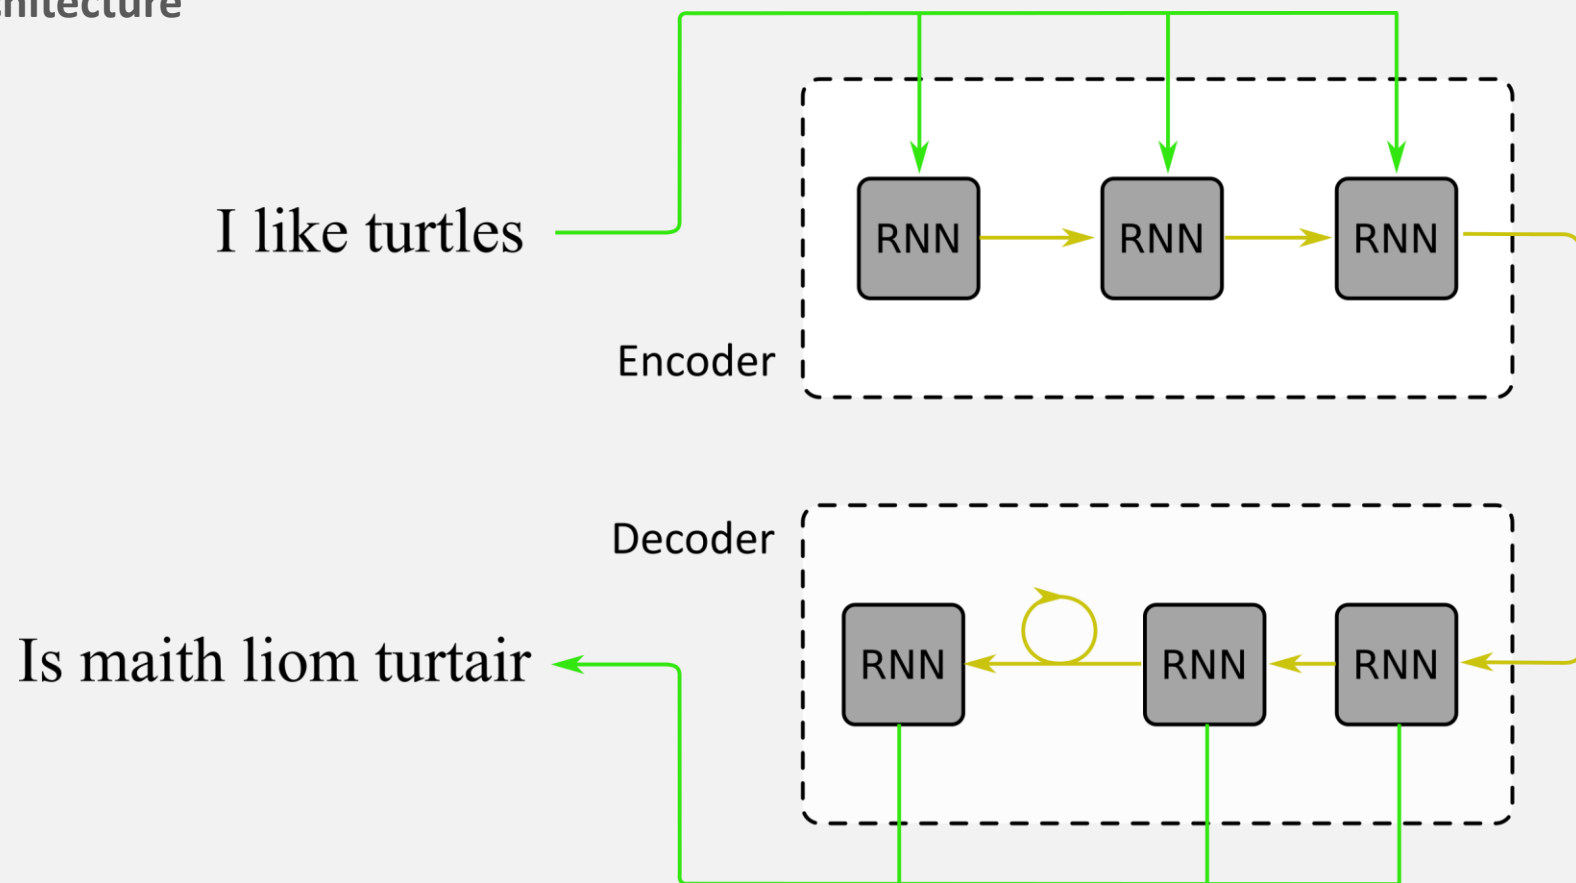 I like turtles
RNN
RNN
RNN
Encoder
Decoder
Is maith liom turtair
RNN
RNN
RNN